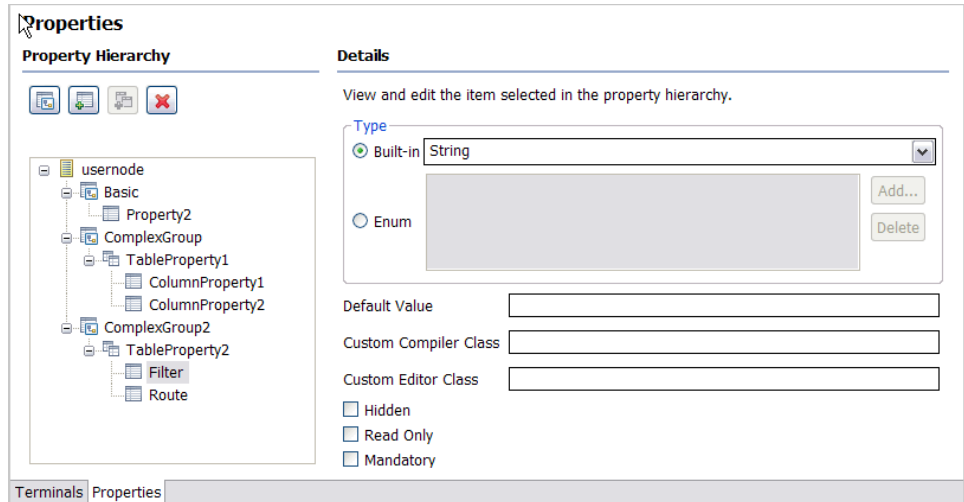 Properties
Property Hierarchy
Details
View and edit the item selected in the property hierarchy.
Type
Built-in String
Enum
Add...
Delete
usernode
Basic
Property2
ComplexGroup
TableProperty1
ColumnProperty1
ColumnProperty2
ComplexGroup2
TableProperty2
Filter
Route
Default Value
Custom Compiler Class
Custom Editor Class
Hidden
Read Only
Mandatory
Terminals Properties